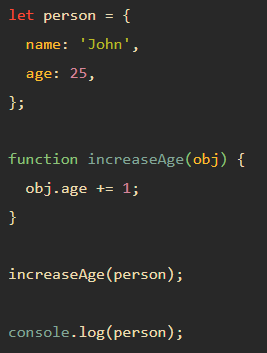 let person = {
  name: 'John',
  age: 25,
};

function increaseAge(obj) {
  obj.age += 1;
}

increaseAge(person);

console.log(person);